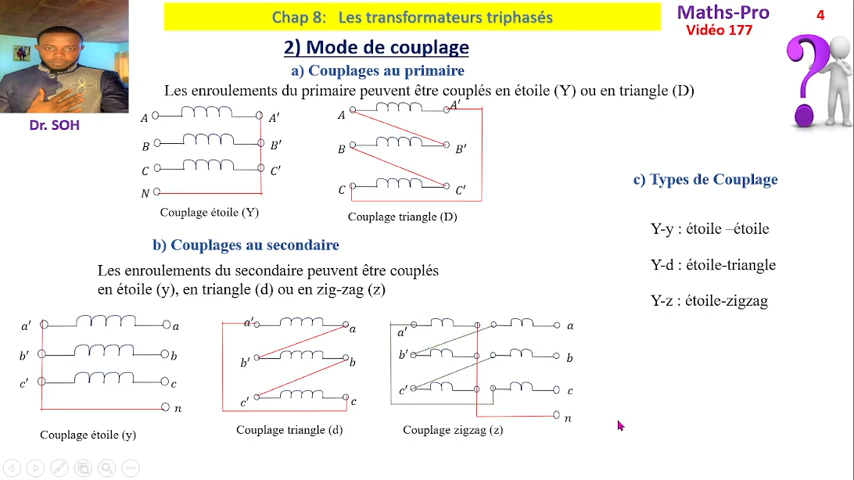 Chap 8: Les transformateurs triphasés
Maths-Pro
Vidéo 177
4
2) Mode de couplage
a) Couplages au primaire
Les enroulements du primaire peuvent être couplés en étoile (Y) ou en triangle (D)
Dr. SOH
A A'
B B'
C C'
N
Couplage étoile (Y)
A A'
B B'
C C'
Couplage triangle (D)
b) Couplages au secondaire
Les enroulements du secondaire peuvent être couplés
en étoile (y), en triangle (d) ou en zig-zag (z)
a' a
b' b
c' c
n
Couplage étoile (y)
a' a
b' b
c' c
Couplage triangle (d)
a' a
b' b
c' c
n
Couplage zigzag (z)
c) Types de Couplage
Y-y : étoile –étoile
Y-d : étoile-triangle
Y-z : étoile-zigzag